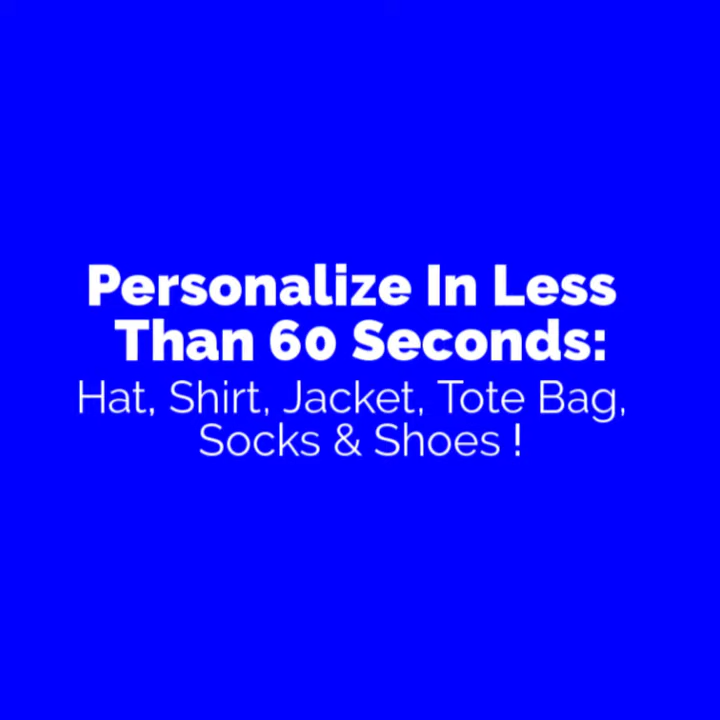 Personalize In Less
Than 60 Seconds:
Hat, Shirt, Jacket, Tote Bag,
Socks & Shoes !